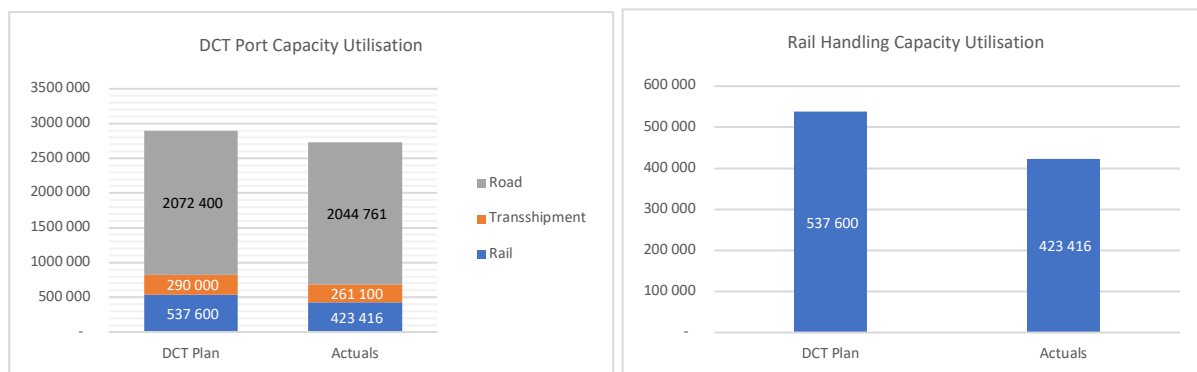 DCT Port Capacity Utilisation
3500 000
3000 000
2500 000
2000 000
1500 000
1000 000
500 000
-
2072 400
290 000
537 600
2044 761
261 100
423 416
DCT Plan
Actuals
Road
Transshipment
Rail
Rail Handling Capacity Utilisation
600 000
500 000
400 000
300 000
200 000
100 000
-
537 600
423 416
DCT Plan
Actuals